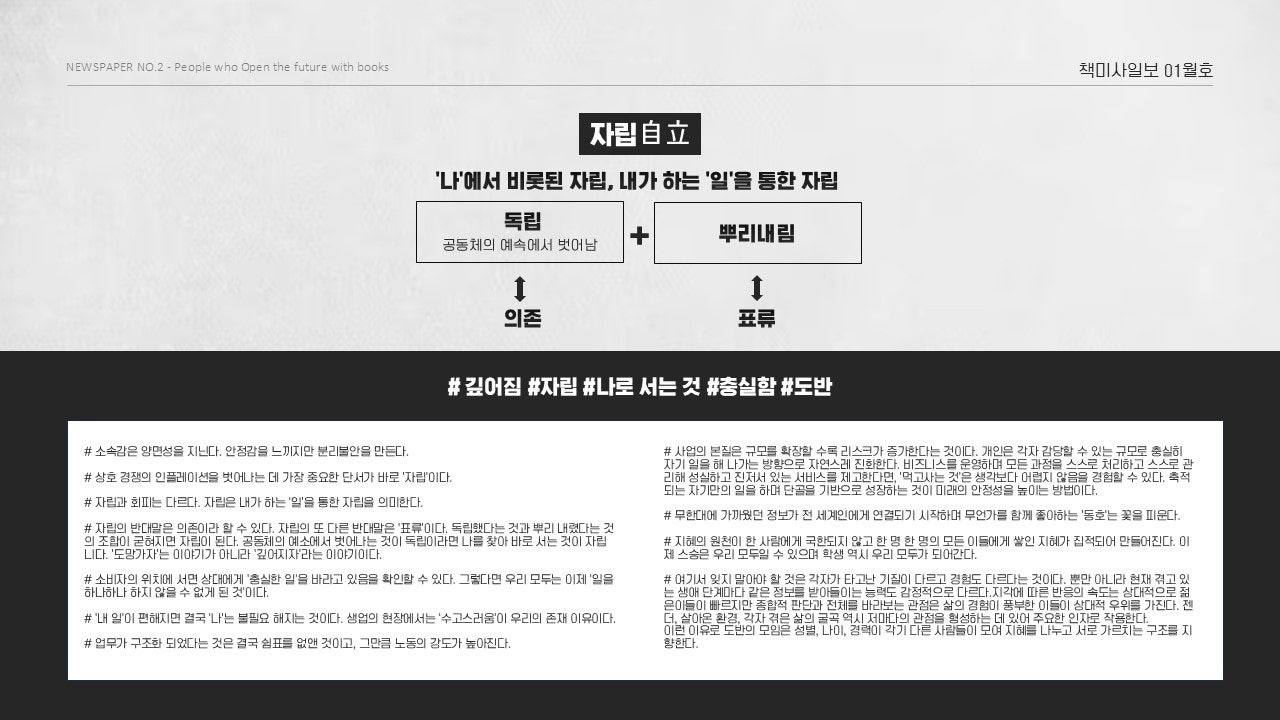 NEWSPAPER NO.2 - People who Open the future with books
책미사일보 01월호
자립自立
'나'에서 비롯된 자립, 내가 하는 '일'을 통한 자립
독립
공동체의 예속에서 벗어남
+
뿌리내림
의존
표류
# 깊어짐 #자립 #나로 서는 것 #충실함 #도반
# 소속감은 양면성을 지닌다. 안정감을 느끼지만 분리불안을 만든다.
# 상호 경쟁의 인플레이션을 벗어나는 데 가장 중요한 단서가 바로 '자립'이다.
# 자립과 회피는 다르다. 자립은 내가 하는 '일'을 통한 자립을 의미한다.
# 자립의 반대말은 의존이라 할 수 있다. 자립의 또 다른 반대말은 '표류'이다. 독립했다는 것과 뿌리 내렸다는 것
의 조합이 굳혀지면 자립이 된다. 공동체의 예소에서 벗어나는 것이 독립이라면 나를 찾아 바로 서는 것이 자립
니다. '도망가자'는 이야기가 아니라 '깊어지자'라는 이야기이다.
# 소비자의 위치에 서면 상대에게 '충실한 일'을 바라고 있음을 확인할 수 있다. 그렇다면 우리 모두는 이제 '일을
하나하나 하지 않을 수 없게 된 것'이다.
# '내 일'이 편해지면 결국 '나'는 불필요 해지는 것이다. 생업의 현장에서는 '수고스러움'이 우리의 존재 이유이다.
# 업무가 구조화 되었다는 것은 결국 쉼표를 없앤 것이고, 그만큼 노동의 강도가 높아진다.
# 사업의 본질은 규모를 확장할 수록 리스크가 증가한다는 것이다. 개인은 각자 감당할 수 있는 규모로 충실히
자기 일을 해 나가는 방향으로 자연스레 진화한다. 비즈니스를 운영하며 모든 과정을 스스로 처리하고 스스로 관
리해 성실하고 진저서 있는 서비스를 제고한다면, '먹고사는 것'은 생각보다 어렵지 않음을 경험할 수 있다. 축적
되는 자기만의 일을 하며 단골을 기반으로 성장하는 것이 미래의 안정성을 높이는 방법이다.
# 무한대에 가까웠던 정보가 전 세계인에게 연결되기 시작하며 무언가를 함께 좋아하는 '동호'는 꽃을 피운다.
# 지혜의 원천이 한 사람에게 국한되지 않고 한 명 한 명의 모든 이들에게 쌓인 지혜가 집적되어 만들어진다. 이
제 스승은 우리 모두일 수 있으며 학생 역시 우리 모두가 되어간다.
# 여기서 잊지 말아야 할 것은 각자가 타고난 기질이 다르고 경험도 다르다는 것이다. 뿐만 아니라 현재 겪고 있
는 생애 단계마다 같은 정보를 받아들이는 능력도 감정적으로 다르다.지각에 따른 반응의 속도는 상대적으로 젊
은이들이 빠르지만 종합적 판단과 전체를 바라보는 관점은 삶의 경험이 풍부한 이들이 상대적 우위를 가진다. 젠
더, 살아온 환경, 각자 겪은 삶의 굴곡 역시 저마다의 관점을 형성하는 데 있어 주요한 인자로 작용한다.
이런 이유로 도반의 모임은 성별, 나이, 경력이 각기 다른 사람들이 모여 지혜를 나누고 서로 가르치는 구조를 지
향한다.